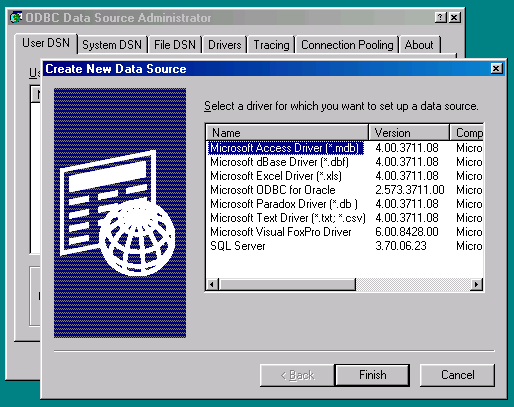 ODBC Data Source Administrator
User DSN System DSN File DSN Drivers Tracing Connection Pooling About
Create New Data Source
Select a driver for which you want to set up a data source.
Name Version Comp
Microsoft Access Driver (*.mdb) 4.00.3711.08 Micro
Microsoft dBase Driver (*.dbf) 4.00.3711.08 Micro
Microsoft Excel Driver (*.xls) 4.00.3711.08 Micro
Microsoft ODBC for Oracle 2.573.3711.00 Micro
Microsoft Paradox Driver (*.db ) 4.00.3711.08 Micro
Microsoft Text Driver (*.txt; *.csv) 4.00.3711.08 Micro
Microsoft Visual FoxPro Driver 6.00.8428.00 Micro
SQL Server 3.70.06.23 Micro
< Back Finish Cancel